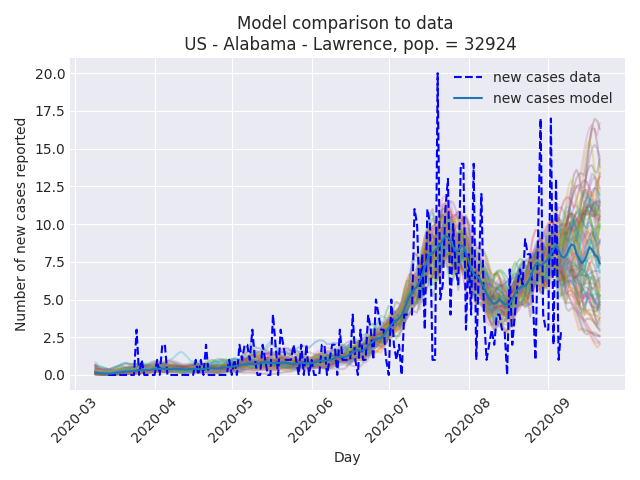 Model comparison to data
US - Alabama - Lawrence, pop. = 32924
20.0
17.5
15.0
12.5
10.0
7.5
5.0
2.5
0.0
Number of new cases reported
new cases data
new cases model
2020-03
2020-04
2020-05
2020-06
2020-07
2020-08
2020-09
Day